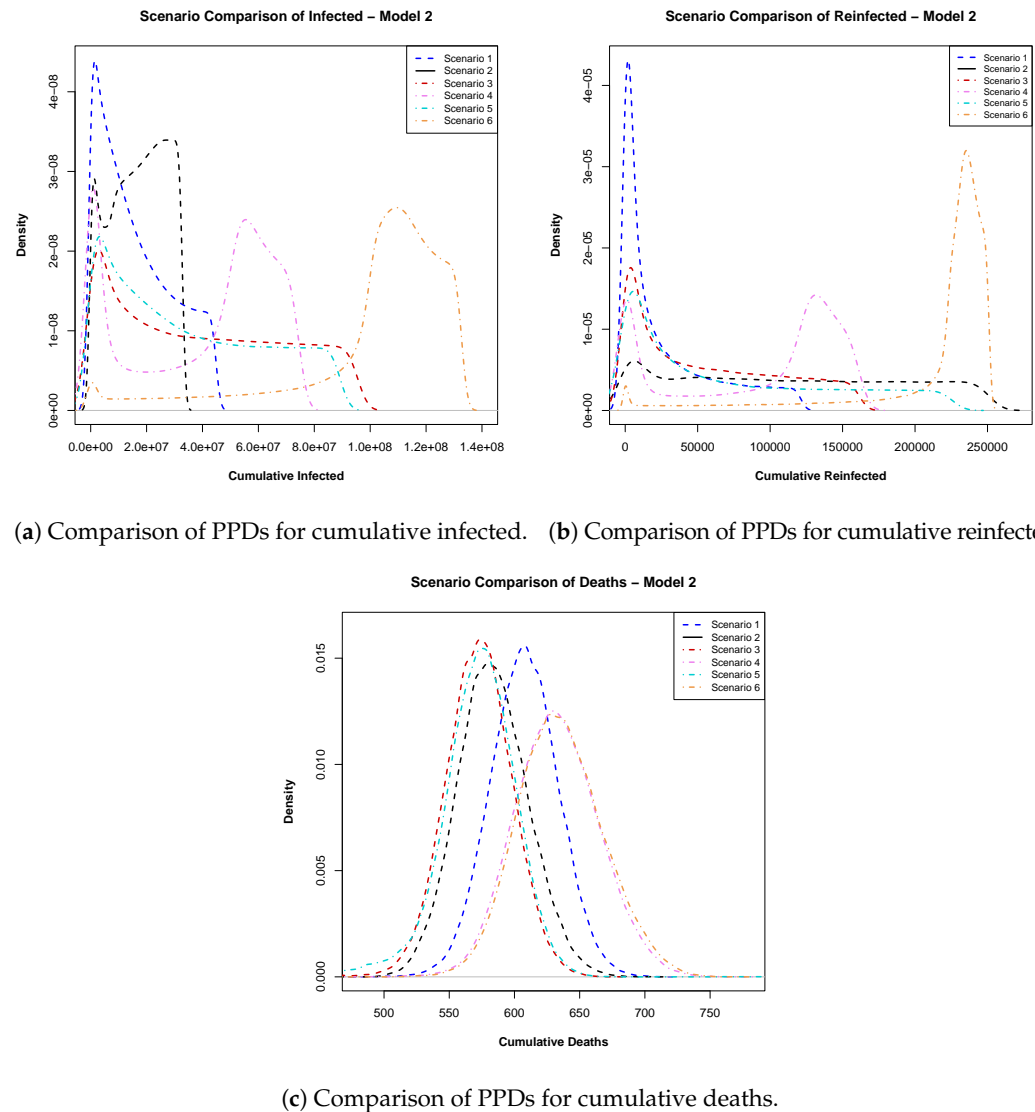 Scenario Comparison of Infected – Model 2
Density
0e+00 1e−08 2e−08 3e−08 4e−08
Scenario 1
Scenario 2
Scenario 3
Scenario 4
Scenario 5
Scenario 6
0.0e+00 2.0e+07 4.0e+07 6.0e+07 8.0e+07 1.0e+08 1.2e+08 1.4e+08
Cumulative Infected
(a) Comparison of PPDs for cumulative infected.
Scenario Comparison of Reinfected – Model 2
Density
0e+00 1e−05 2e−05 3e−05 4e−05
Scenario 1
Scenario 2
Scenario 3
Scenario 4
Scenario 5
Scenario 6
0 50000 100000 150000 200000 250000
Cumulative Reinfected
(b) Comparison of PPDs for cumulative reinfecte
Scenario Comparison of Deaths – Model 2
Density
0.000 0.005 0.010 0.015
Scenario 1
Scenario 2
Scenario 3
Scenario 4
Scenario 5
Scenario 6
500 550 600 650 700 750
Cumulative Deaths
(c) Comparison of PPDs for cumulative deaths.